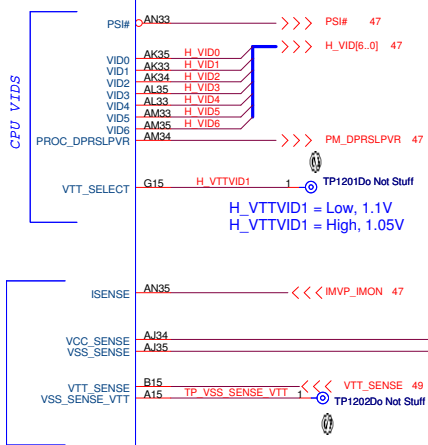 PSI# AN33 PSI# 47
CPU VIDS
VID0 AK35 H_VID0 H_VID[6..0] 47
VID1 AK33 H_VID1
VID2 AK34 H_VID2
VID3 AL35 H_VID3
VID4 AL33 H_VID4
VID5 AM33 H_VID5
VID6 AM35 H_VID6
PROC_DPRSLPVR AM34 PM_DPRSLPVR 47
VTT_SELECT G15 H_VTTVID1 1 TP1201Do Not Stuff
H_VTTVID1 = Low, 1.1V
H_VTTVID1 = High, 1.05V
ISENSE AN35 IMVP_IMON 47
VCC_SENSE AJ34
VSS_SENSE AJ35
VTT_SENSE B15 VTT_SENSE 49
VSS_SENSE_VTT A15 TP_VSS_SENSE_VTT 1 TP1202Do Not Stuff